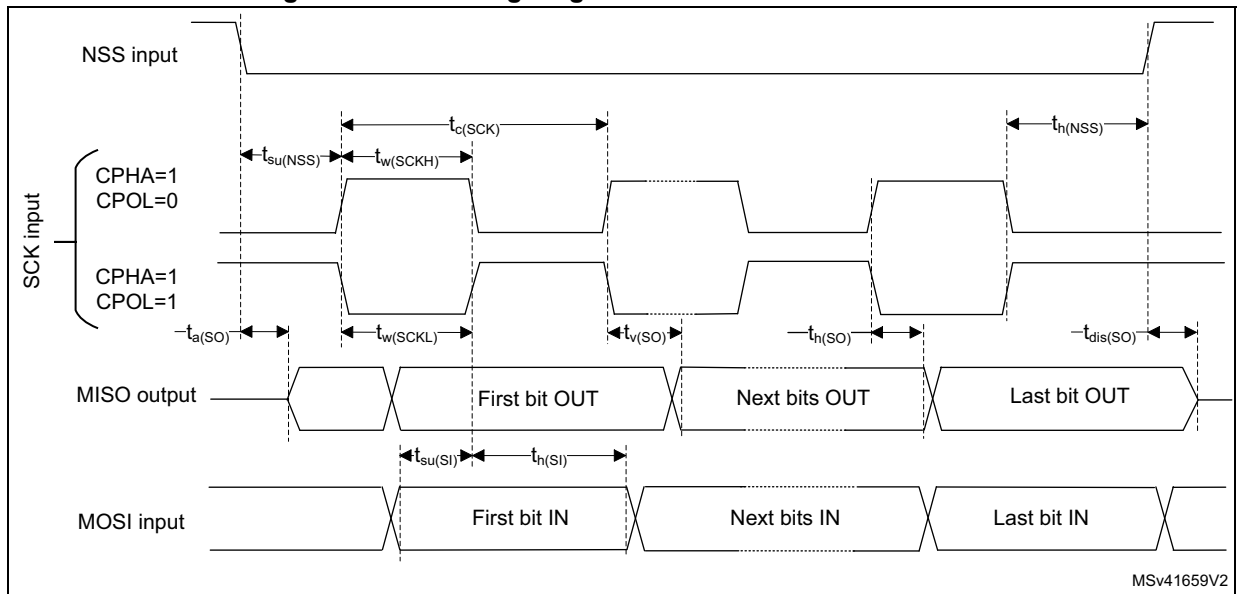 NSS input
tc(SCK)
th(NSS)
tsu(NSS)
tw(SCKH)
CPHA=1
CPOL=0
SCK input
CPHA=1
CPOL=1
ta(SO)
tw(SCKL)
tv(SO)
th(SO)
tdis(SO)
MISO output
First bit OUT
Next bits OUT
Last bit OUT
tsu(SI)
th(SI)
MOSI input
First bit IN
Next bits IN
Last bit IN
MSv41659V2